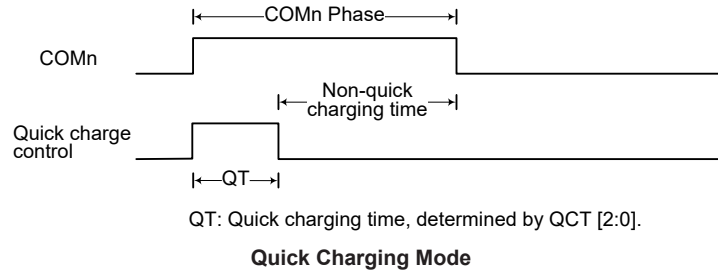 COMn Phase
COMn
Non-quick
charging time
Quick charge
control
QT
QT: Quick charging time, determined by QCT [2:0].
Quick Charging Mode